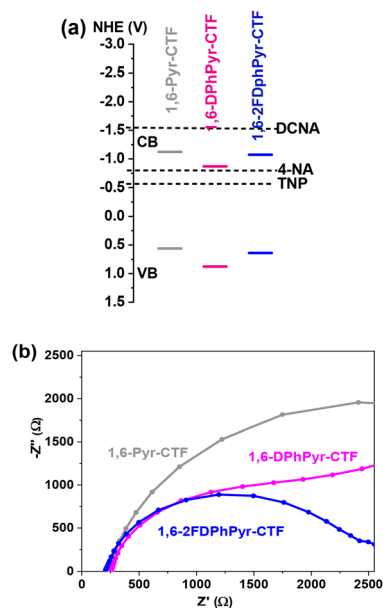 (a) NHE (V)
-3.0
-2.5
-2.0
-1.5
-1.0
-0.5
0.0
0.5
1.0
1.5
1,6-Pyr-CTF
1,6-DPhPyr-CTF
1,6-2FDphPyr-CTF
DCNA
CB
4-NA
TNP
VB
(b)
2500
2000
1500
1000
500
0
-Z'' (Ω)
1,6-Pyr-CTF
1,6-DPhPyr-CTF
1,6-2FDPhPyr-CTF
0 500 1000 1500 2000 2500
Z' (Ω)